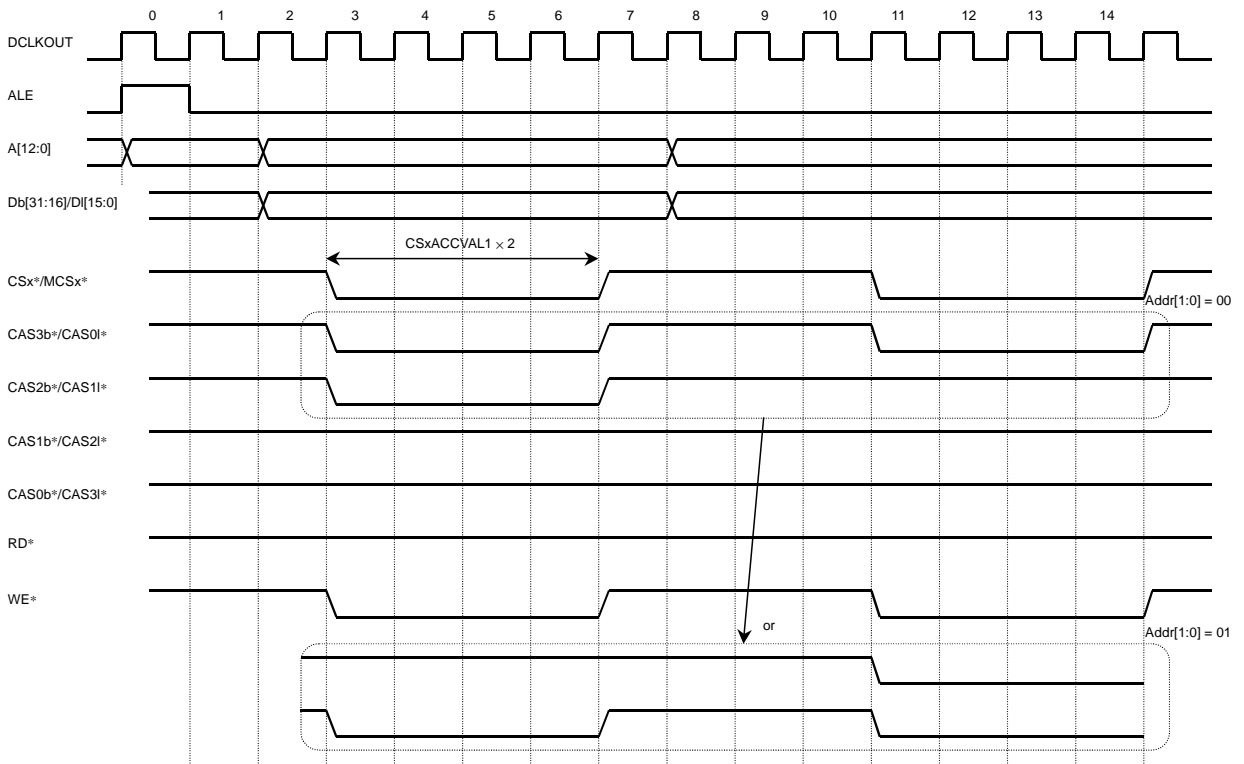 0 1 2 3 4 5 6 7 8 9 10 11 12 13 14
DCLKOUT
ALE
A[12:0]
Db[31:16]/Dl[15:0]
CSxACCVAL1 × 2
CSx*/MCSx*
Addr[1:0] = 00
CAS3b*/CAS0l*
CAS2b*/CAS1l*
CAS1b*/CAS2l*
CAS0b*/CAS3l*
RD*
WE*
or
Addr[1:0] = 01